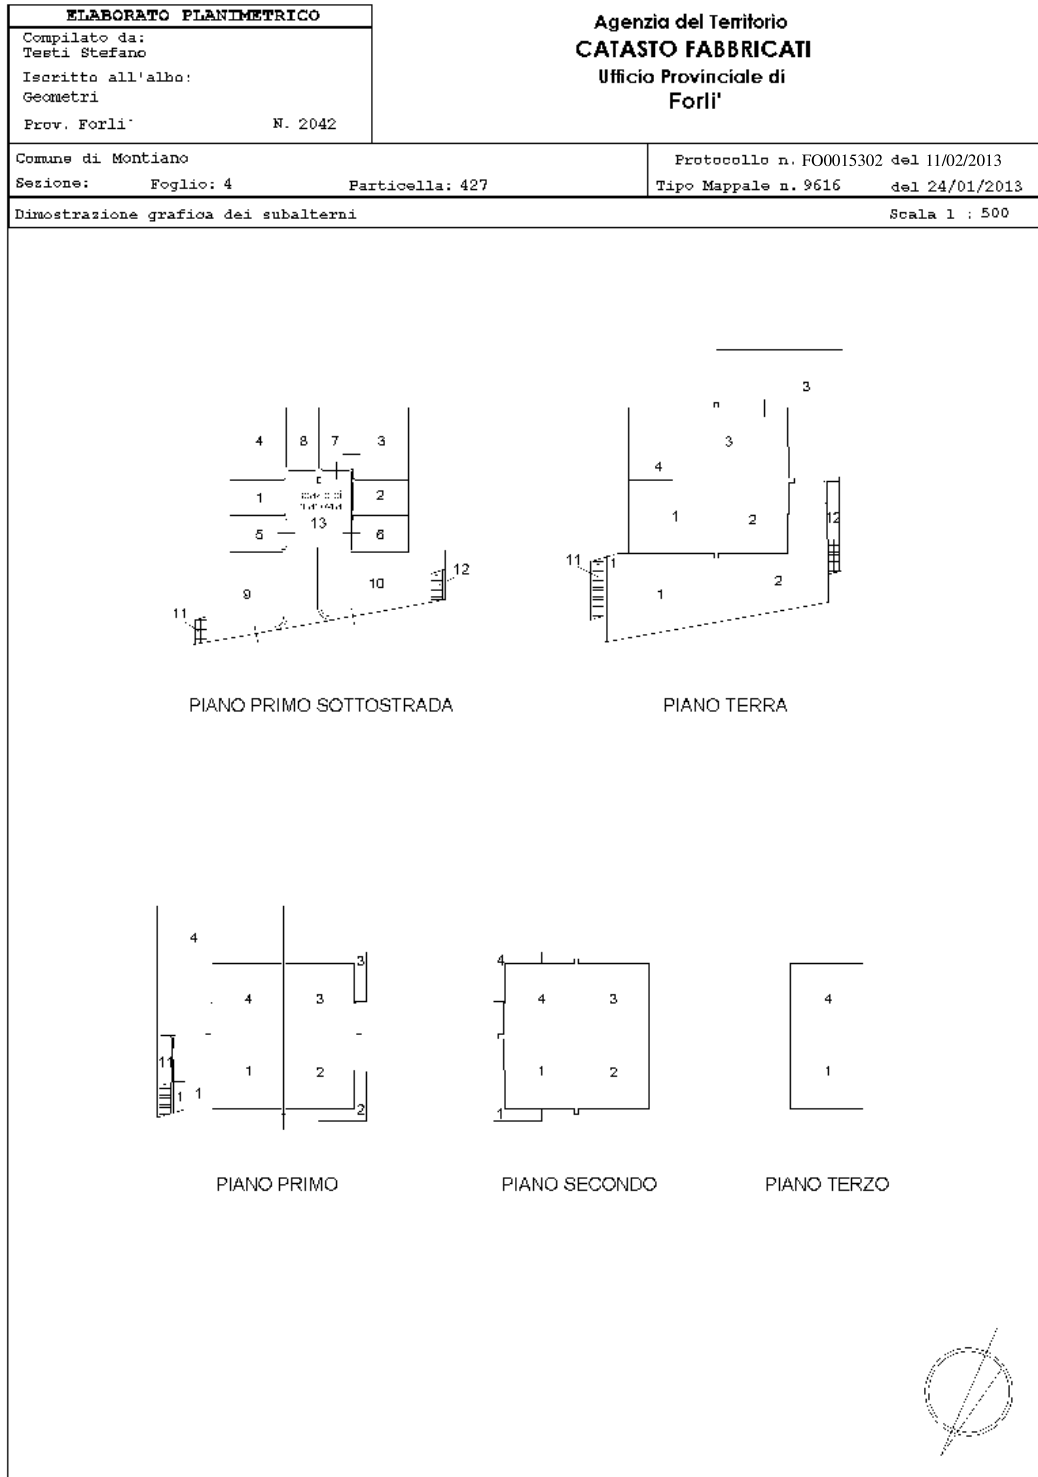 ELABORATO PLANIMETRICO
Compilato da:
Testi Stefano
Iscritto all'albo:
Geometri
Prov. Forli' N. 2042
Agenzia del Territorio
CATASTO FABBRICATI
Ufficio Provinciale di
Forli'
Comune di Montiano
Sezione: Foglio: 4 Particella: 427
Protocollo n. FO0015302 del 11/02/2013
Tipo Mappale n. 9616 del 24/01/2013
Dimostrazione grafica dei subalterni Scala 1 : 500
4 8 7 3
1 2
13
5 6
9 10 12
11
PIANO PRIMO SOTTOSTRADA
3
3
4
1 2 12
11 1
1 2
PIANO TERRA
4
3
4 3
11 1 2
1 1
2
PIANO PRIMO
4
4 3
1 2
1
PIANO SECONDO
4
1
PIANO TERZO